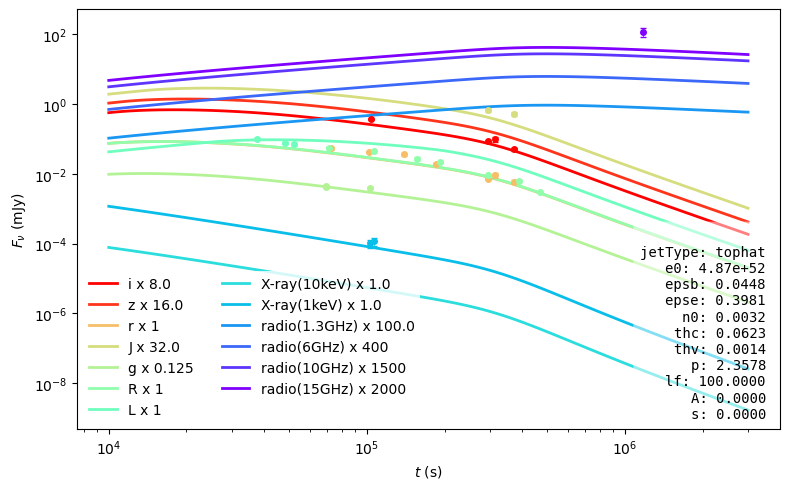 10²
10⁰
10⁻²
10⁻⁴
10⁻⁶
10⁻⁸
Fν (mJy)
i x 8.0
z x 16.0
r x 1
J x 32.0
g x 0.125
R x 1
L x 1
X-ray(10keV) x 1.0
X-ray(1keV) x 1.0
radio(1.3GHz) x 100.0
radio(6GHz) x 400
radio(10GHz) x 1500
radio(15GHz) x 2000
jetType: tophat
e0: 4.87e+52
epsb: 0.0448
epse: 0.3981
n0: 0.0032
thc: 0.0623
thv: 0.0014
p: 2.3578
lf: 100.0000
A: 0.0000
s: 0.0000
10⁴
10⁵
10⁶
t (s)